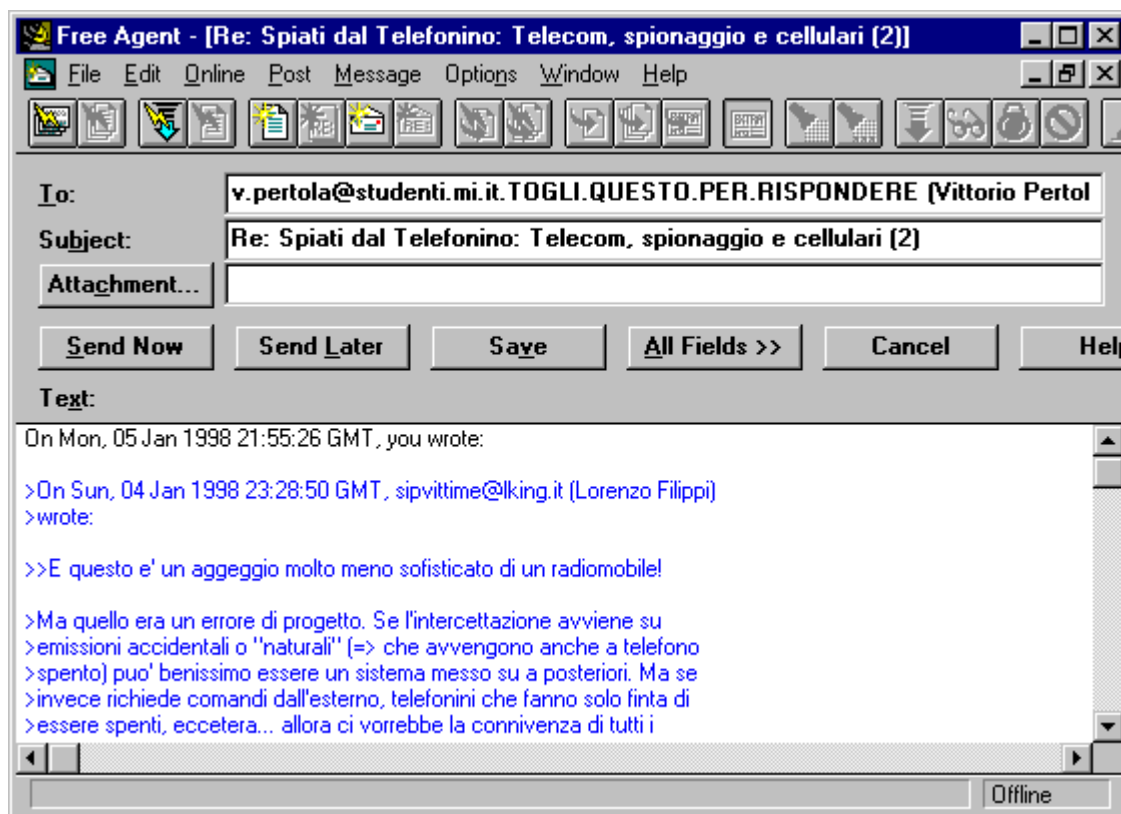 Free Agent - [Re: Spiati dal Telefonino: Telecom, spionaggio e cellulari (2)]
File Edit Online Post Message Options Window Help
To: v.pertola@studenti.mi.it.TOGLI.QUESTO.PER.RISPONDERE (Vittorio Pertol
Subject: Re: Spiati dal Telefonino: Telecom, spionaggio e cellulari (2)
Attachment...
Send Now Send Later Save All Fields >> Cancel Help
Text:
On Mon, 05 Jan 1998 21:55:26 GMT, you wrote:
>On Sun, 04 Jan 1998 23:28:50 GMT, sipvittime@lking.it (Lorenzo Filippi)
>wrote:
>>E questo e' un aggeggio molto meno sofisticato di un radiomobile!
>Ma quello era un errore di progetto. Se l'intercettazione avviene su
>emissioni accidentali o "naturali" (=> che avvengono anche a telefono
>spento) puo' benissimo essere un sistema messo su a posteriori. Ma se
>invece richiede comandi dall'esterno, telefonini che fanno solo finta di
>essere spenti, eccetera... allora ci vorrebbe la connivenza di tutti i
Offline